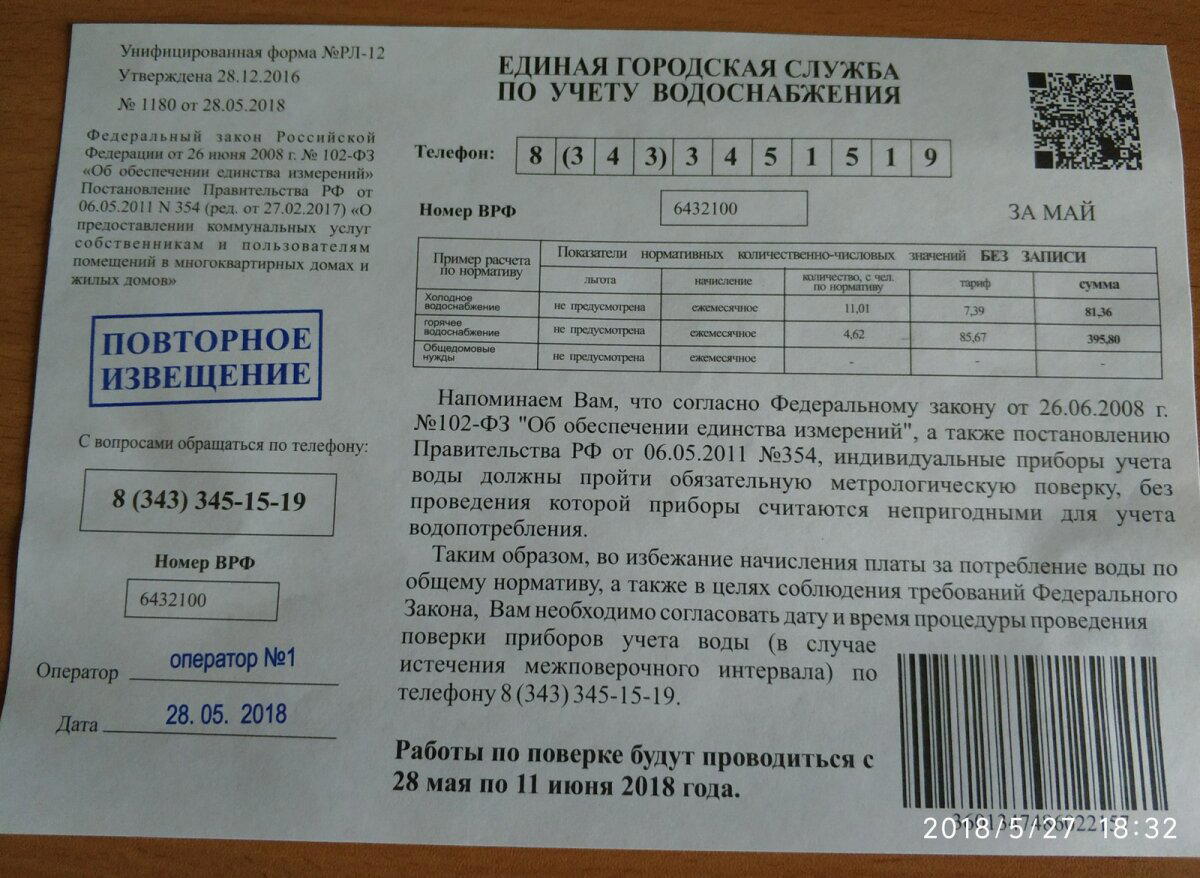 Унифицированная форма №РЛ-12
Утверждена 28.12.2016
№ 1180 от 28.05.2018
Федеральный закон Российской
Федерации от 26 июня 2008 г. № 102-ФЗ
«Об обеспечении единства измерений»
Постановление Правительства РФ от
06.05.2011 N 354 (ред. от 27.02.2017) «О
предоставлении коммунальных услуг
собственникам и пользователям
помещений в многоквартирных домах и
жилых домов»
ПОВТОРНОЕ
ИЗВЕЩЕНИЕ
С вопросами обращаться по телефону:
8 (343) 345-15-19
Номер ВРФ
6432100
Оператор оператор №1
Дата 28. 05. 2018
ЕДИНАЯ ГОРОДСКАЯ СЛУЖБА
ПО УЧЕТУ ВОДОСНАБЖЕНИЯ
Телефон: 8 (3 4 3) 3 4 5 1 5 1 9
Номер ВРФ 6432100 ЗА МАЙ
Пример расчета
по нормативу
Показатели нормативных количественно-числовых значений БЕЗ ЗАПИСИ
льгота начисление количество, с чел. по нормативу тариф сумма
Холодное водоснабжение не предусмотрена ежемесячное 11,01 7,39 81,36
горячее водоснабжение не предусмотрена ежемесячное 4,62 85,67 395,80
Общедомовые нужды не предусмотрена ежемесячное - - -
Напоминаем Вам, что согласно Федеральному закону от 26.06.2008 г.
№102-ФЗ "Об обеспечении единства измерений", а также постановлению
Правительства РФ от 06.05.2011 №354, индивидуальные приборы учета
воды должны пройти обязательную метрологическую поверку, без
проведения которой приборы считаются непригодными для учета
водопотребления.
Таким образом, во избежание начисления платы за потребление воды по
общему нормативу, а также в целях соблюдения требований Федерального
Закона, Вам необходимо согласовать дату и время процедуры проведения
поверки приборов учета воды (в случае
истечения межповерочного интервала) по
телефону 8 (343) 345-15-19.
Работы по поверке будут проводиться с
28 мая по 11 июня 2018 года.
2018/5/27 18:32